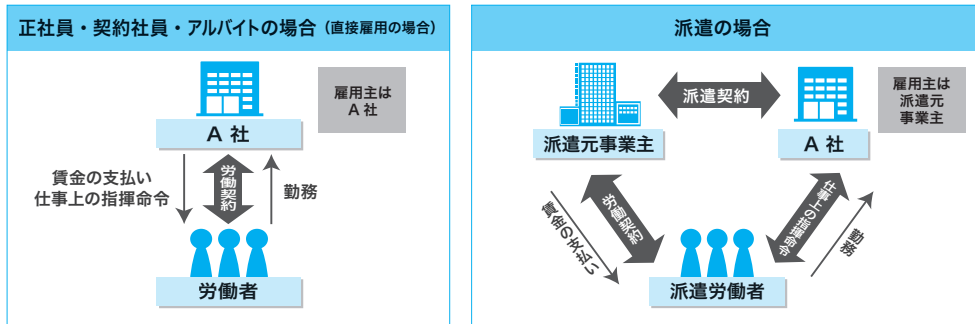 正社員・契約社員・アルバイトの場合（直接雇用の場合）
雇用主は
A 社
A 社
賃金の支払い
仕事上の指揮命令
労働契約
勤務
労働者
派遣の場合
派遣契約
雇用主は
派遣元
事業主
派遣元事業主
A 社
賃金の支払い
労働契約
仕事上の指揮命令
勤務
派遣労働者